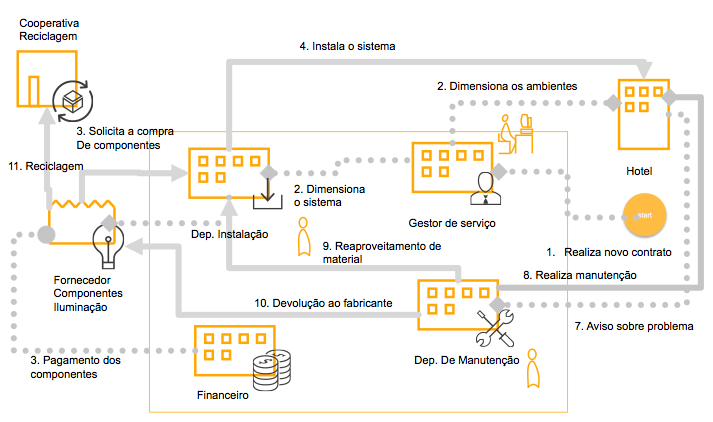 Cooperativa
Reciclagem
4. Instala o sistema
2. Dimensiona os ambientes
3. Solicita a compra
De componentes
11. Reciclagem
Hotel
2. Dimensiona
o sistema
start
Gestor de serviço
Dep. Instalação
9. Reaproveitamento de
material
1. Realiza novo contrato
8. Realiza manutenção
Fornecedor
Componentes
Iluminação
10. Devolução ao fabricante
7. Aviso sobre problema
3. Pagamento dos
componentes
Dep. De Manutenção
Financeiro